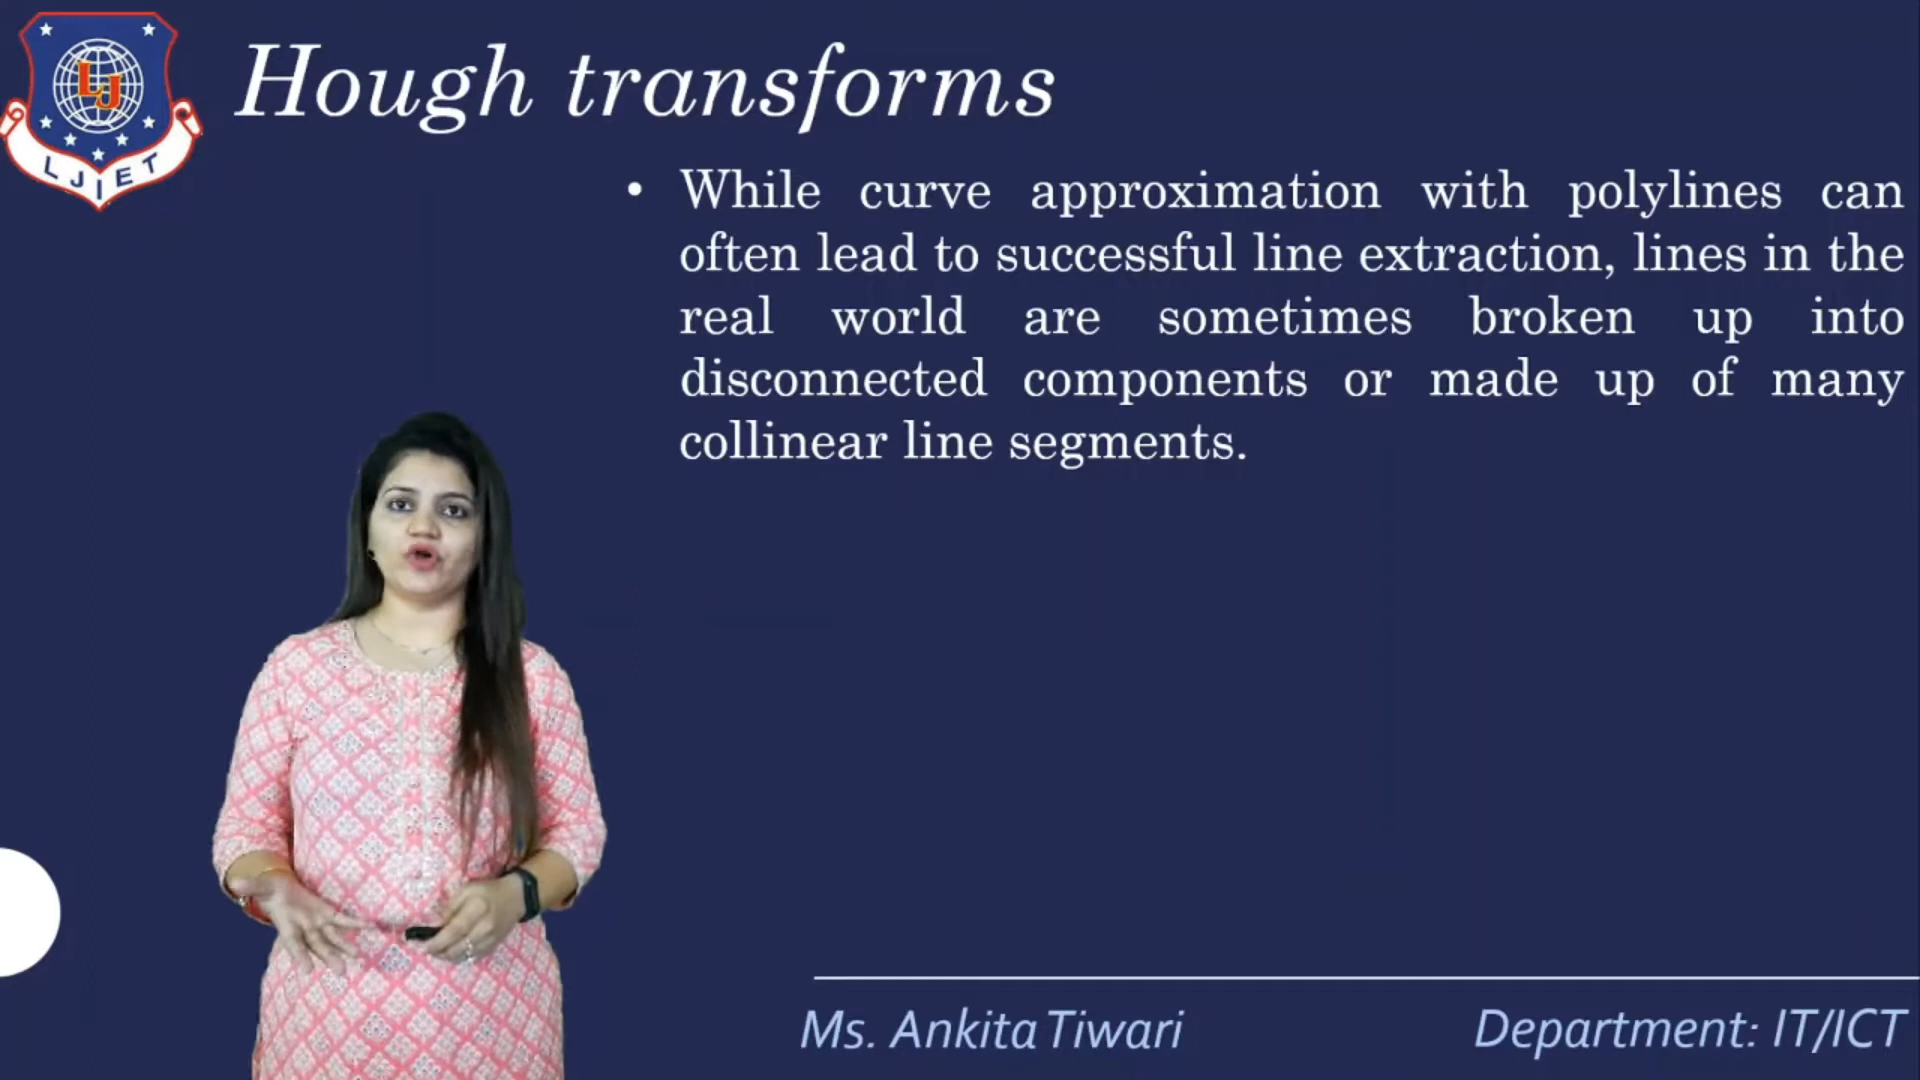 LJ
LJIET
Hough transforms
• While curve approximation with polylines can
often lead to successful line extraction, lines in the
real world are sometimes broken up into
disconnected components or made up of many
collinear line segments.
Ms. Ankita Tiwari
Department: IT/ICT